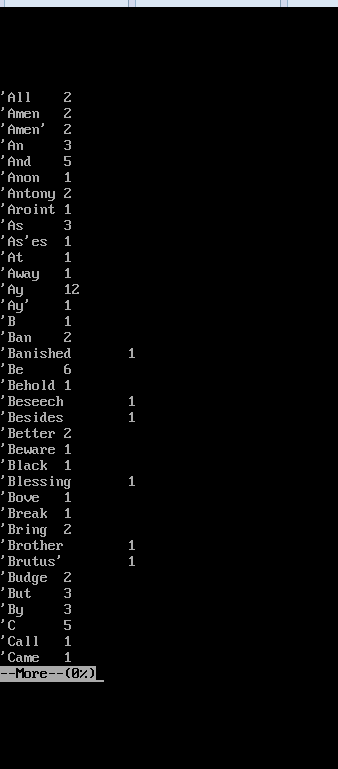 'All    2
'Amen   2
'Amen'  2
'An     3
'And    5
'Anon   1
'Antony 2
'Aroint 1
'As     3
'As'es  1
'At     1
'Away   1
'Ay     12
'Ay'    1
'B      1
'Ban    2
'Banished       1
'Be     6
'Behold 1
'Beseech        1
'Besides        1
'Better 2
'Beware 1
'Black  1
'Blessing       1
'Bove   1
'Break  1
'Bring  2
'Brother        1
'Brutus'        1
'Budge  2
'But    3
'By     3
'C      5
'Call   1
'Came   1
--More--(0%)